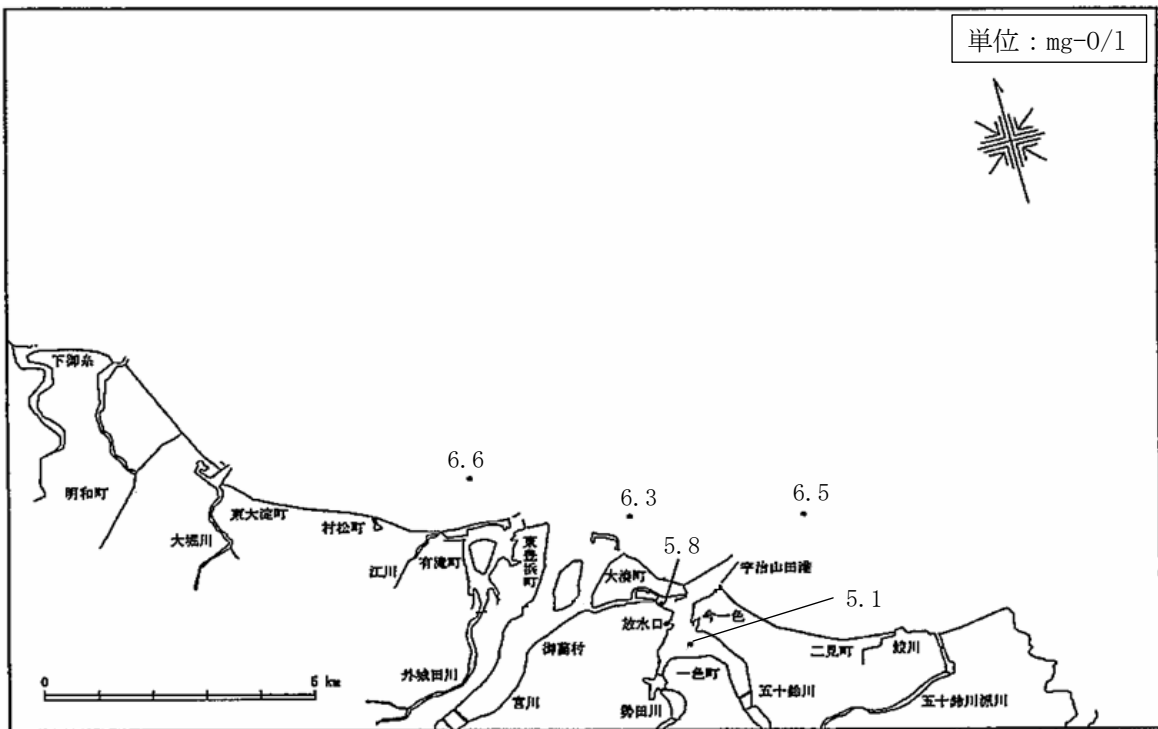 単位：mg-O/l
下御糸
6.6
6.3
6.5
明和町
東大淀町
村松町
大堀川
江川
有滝町
東豊浜町
大湊町
5.8
宇治山田港
5.1
放水口
今一色
御薗村
二見町
鮫川
外城田川
一色町
宮川
勢田川
五十鈴川
五十鈴川派川
0
5 km